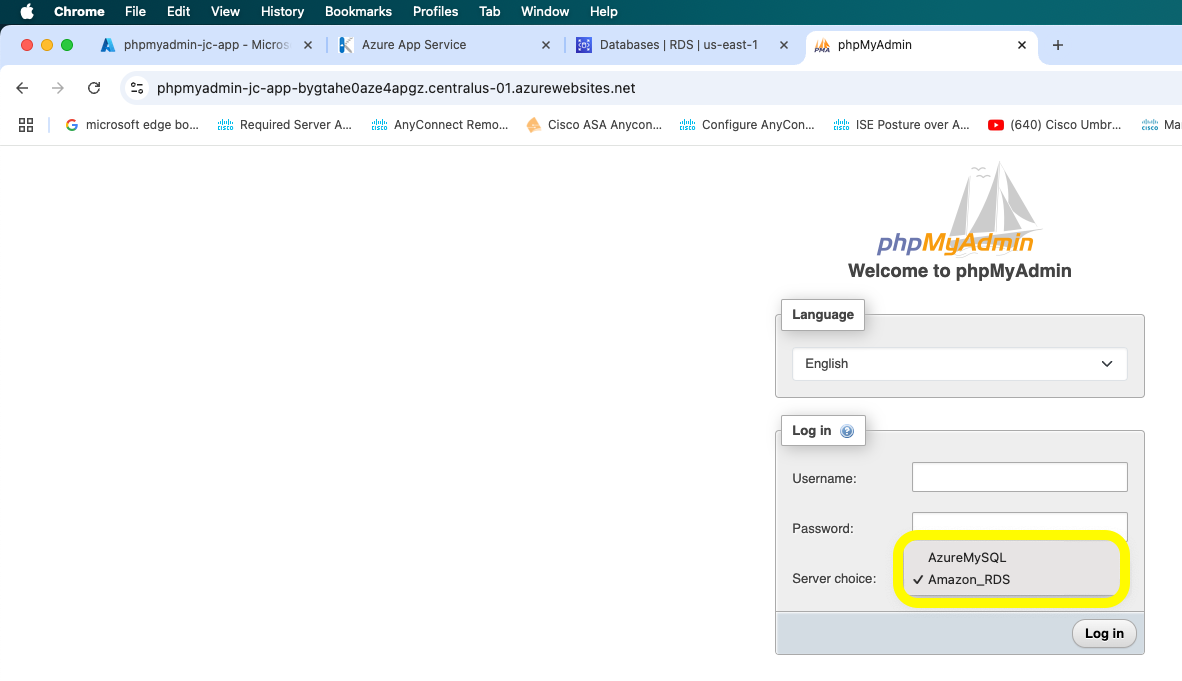 Chrome File Edit View History Bookmarks Profiles Tab Window Help
phpmyadmin-jc-app - Micros Azure App Service Databases | RDS | us-east-1 phpMyAdmin
phpmyadmin-jc-app-bygtahe0aze4apgz.centralus-01.azurewebsites.net
microsoft edge bo... Required Server A... AnyConnect Remo... Cisco ASA Anycon... Configure AnyCon... ISE Posture over A... (640) Cisco Umbr... Ma
phpMyAdmin
Welcome to phpMyAdmin
Language
English
Log in
Username:
Password:
AzureMySQL
Server choice: Amazon_RDS
Log in